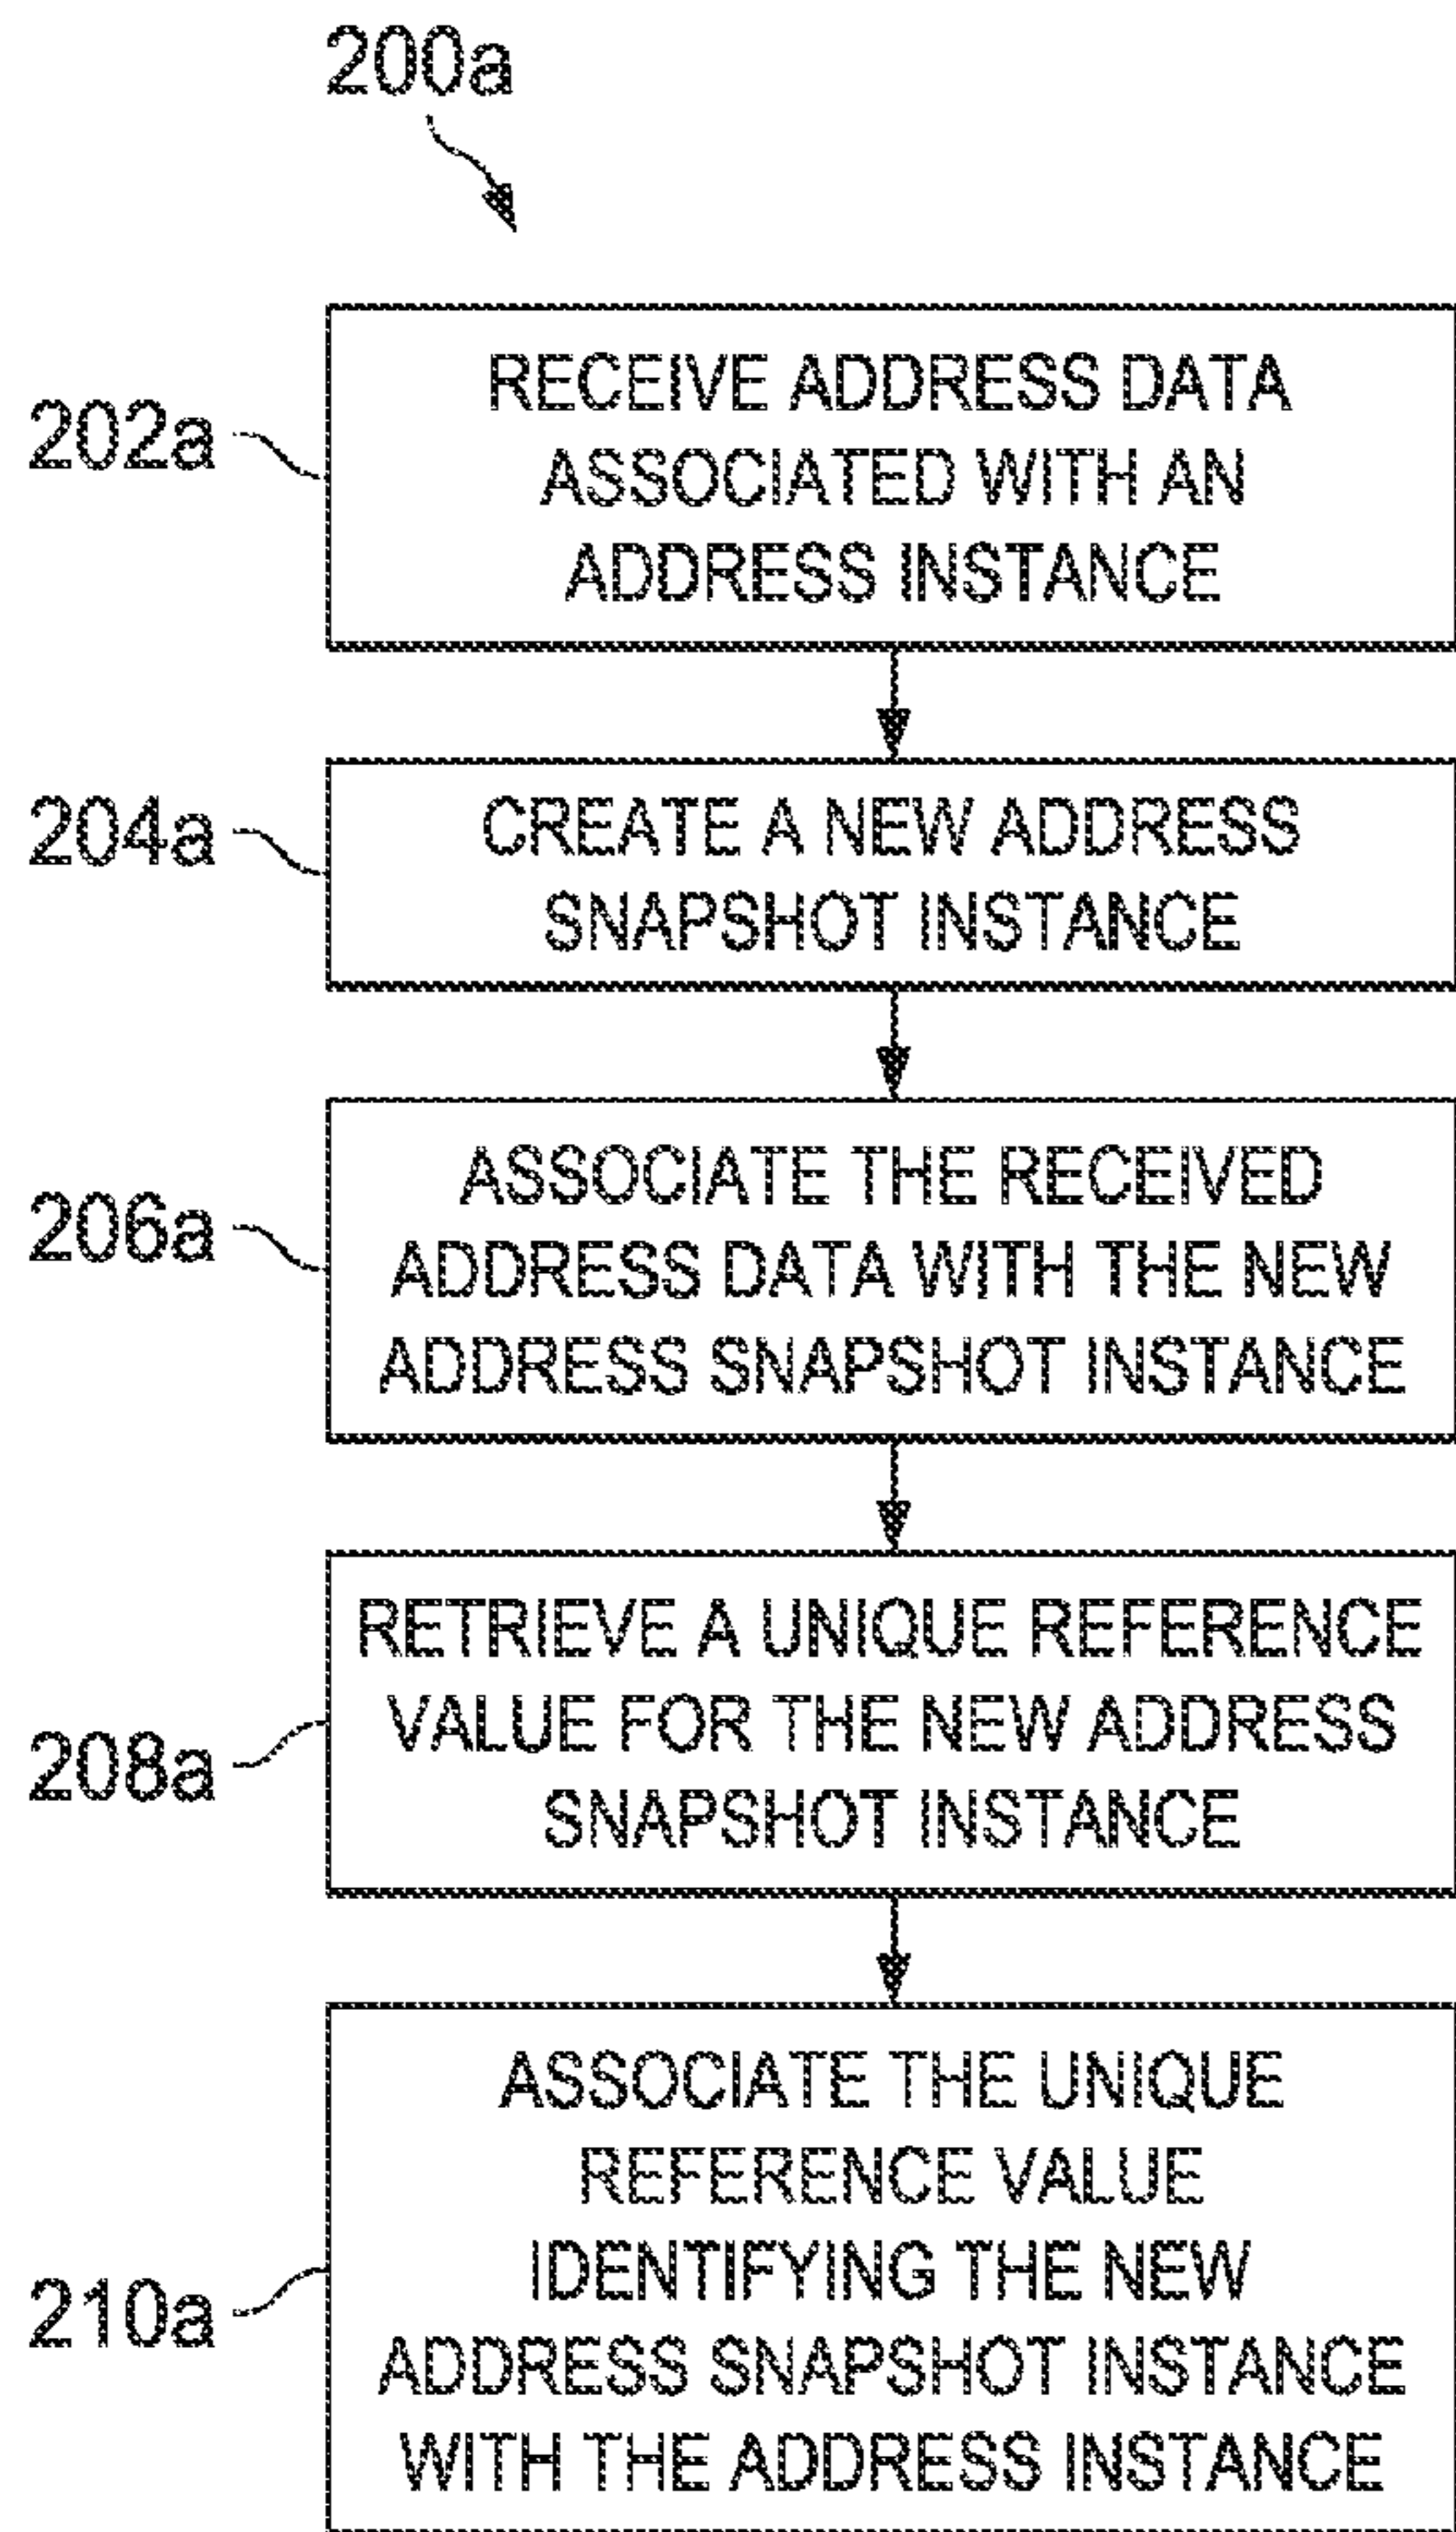 200a
202a
RECEIVE ADDRESS DATA
ASSOCIATED WITH AN
ADDRESS INSTANCE
204a
CREATE A NEW ADDRESS
SNAPSHOT INSTANCE
206a
ASSOCIATE THE RECEIVED
ADDRESS DATA WITH THE NEW
ADDRESS SNAPSHOT INSTANCE
208a
RETRIEVE A UNIQUE REFERENCE
VALUE FOR THE NEW ADDRESS
SNAPSHOT INSTANCE
210a
ASSOCIATE THE UNIQUE
REFERENCE VALUE
IDENTIFYING THE NEW
ADDRESS SNAPSHOT INSTANCE
WITH THE ADDRESS INSTANCE